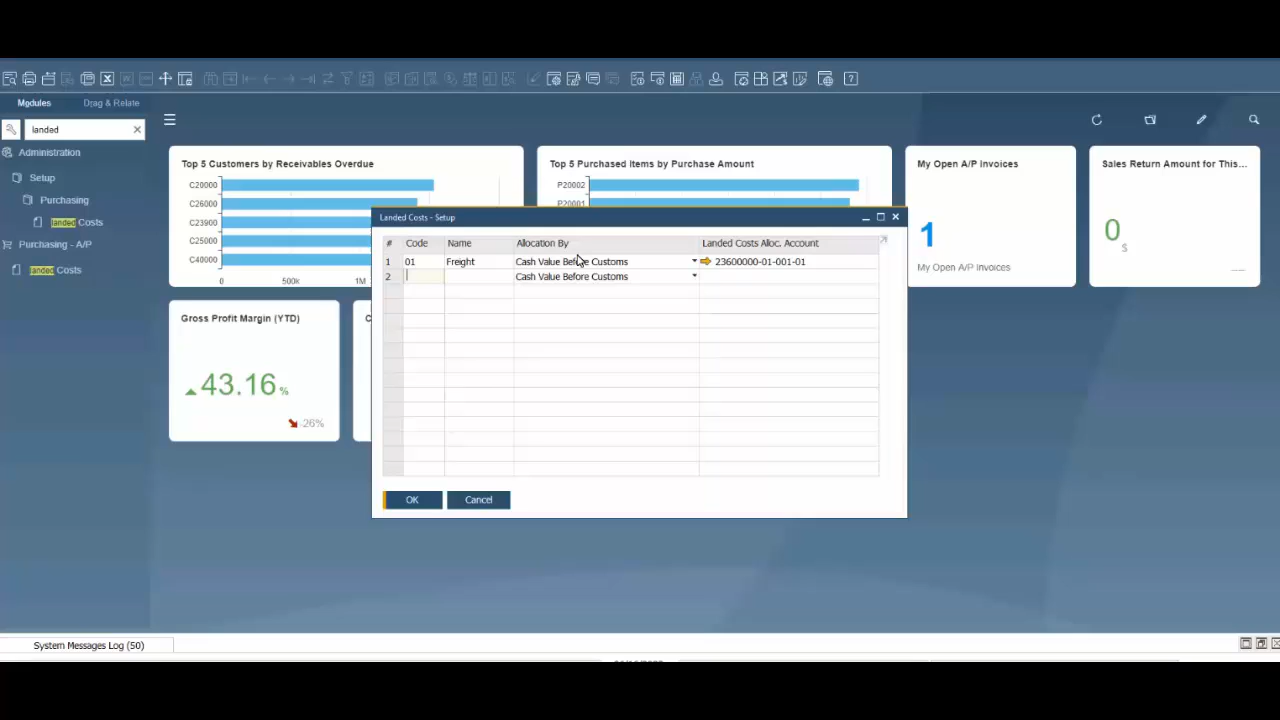 Modules
Drag & Relate
landed
Administration
Setup
Purchasing
landed Costs
Purchasing - A/P
landed Costs
Top 5 Customers by Receivables Overdue
C20000
C26000
C23900
C25000
C40000
0
500k
1M
Top 5 Purchased Items by Purchase Amount
P20002
P20001
My Open A/P Invoices
1
My Open A/P Invoices
Sales Return Amount for This...
0
$
Gross Profit Margin (YTD)
43.16 %
-26%
C
Landed Costs - Setup
# Code Name Allocation By Landed Costs Alloc. Account
1 01 Freight Cash Value Before Customs 23600000-01-001-01
2 Cash Value Before Customs
OK
Cancel
System Messages Log (50)